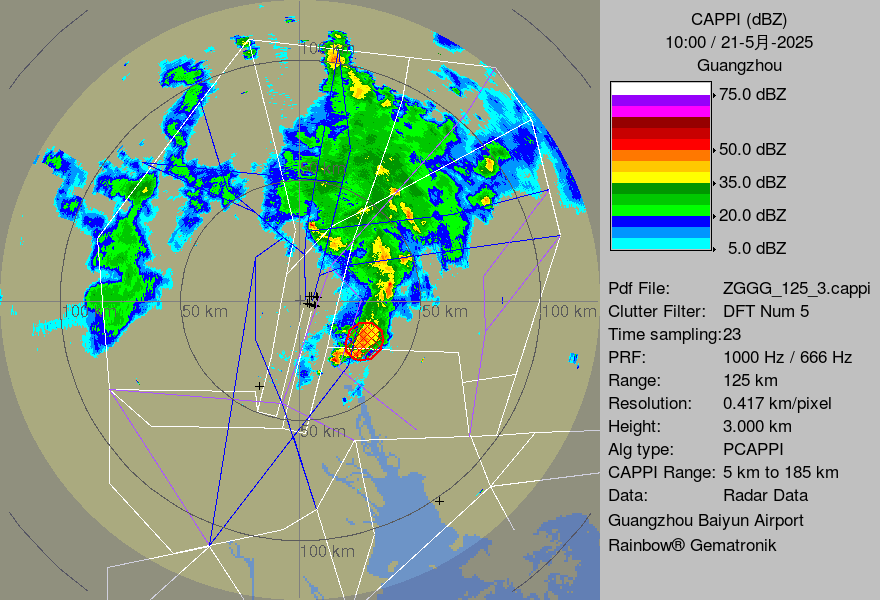 CAPPI (dBZ)
10:00 / 21-5月-2025
Guangzhou
75.0 dBZ
50.0 dBZ
35.0 dBZ
20.0 dBZ
5.0 dBZ
100 km
50 km
50 km
100 km
50 km
100 km
Pdf File: ZGGG_125_3.cappi
Clutter Filter: DFT Num 5
Time sampling:23
PRF: 1000 Hz / 666 Hz
Range: 125 km
Resolution: 0.417 km/pixel
Height: 3.000 km
Alg type: PCAPPI
CAPPI Range: 5 km to 185 km
Data: Radar Data
Guangzhou Baiyun Airport
Rainbow® Gematronik